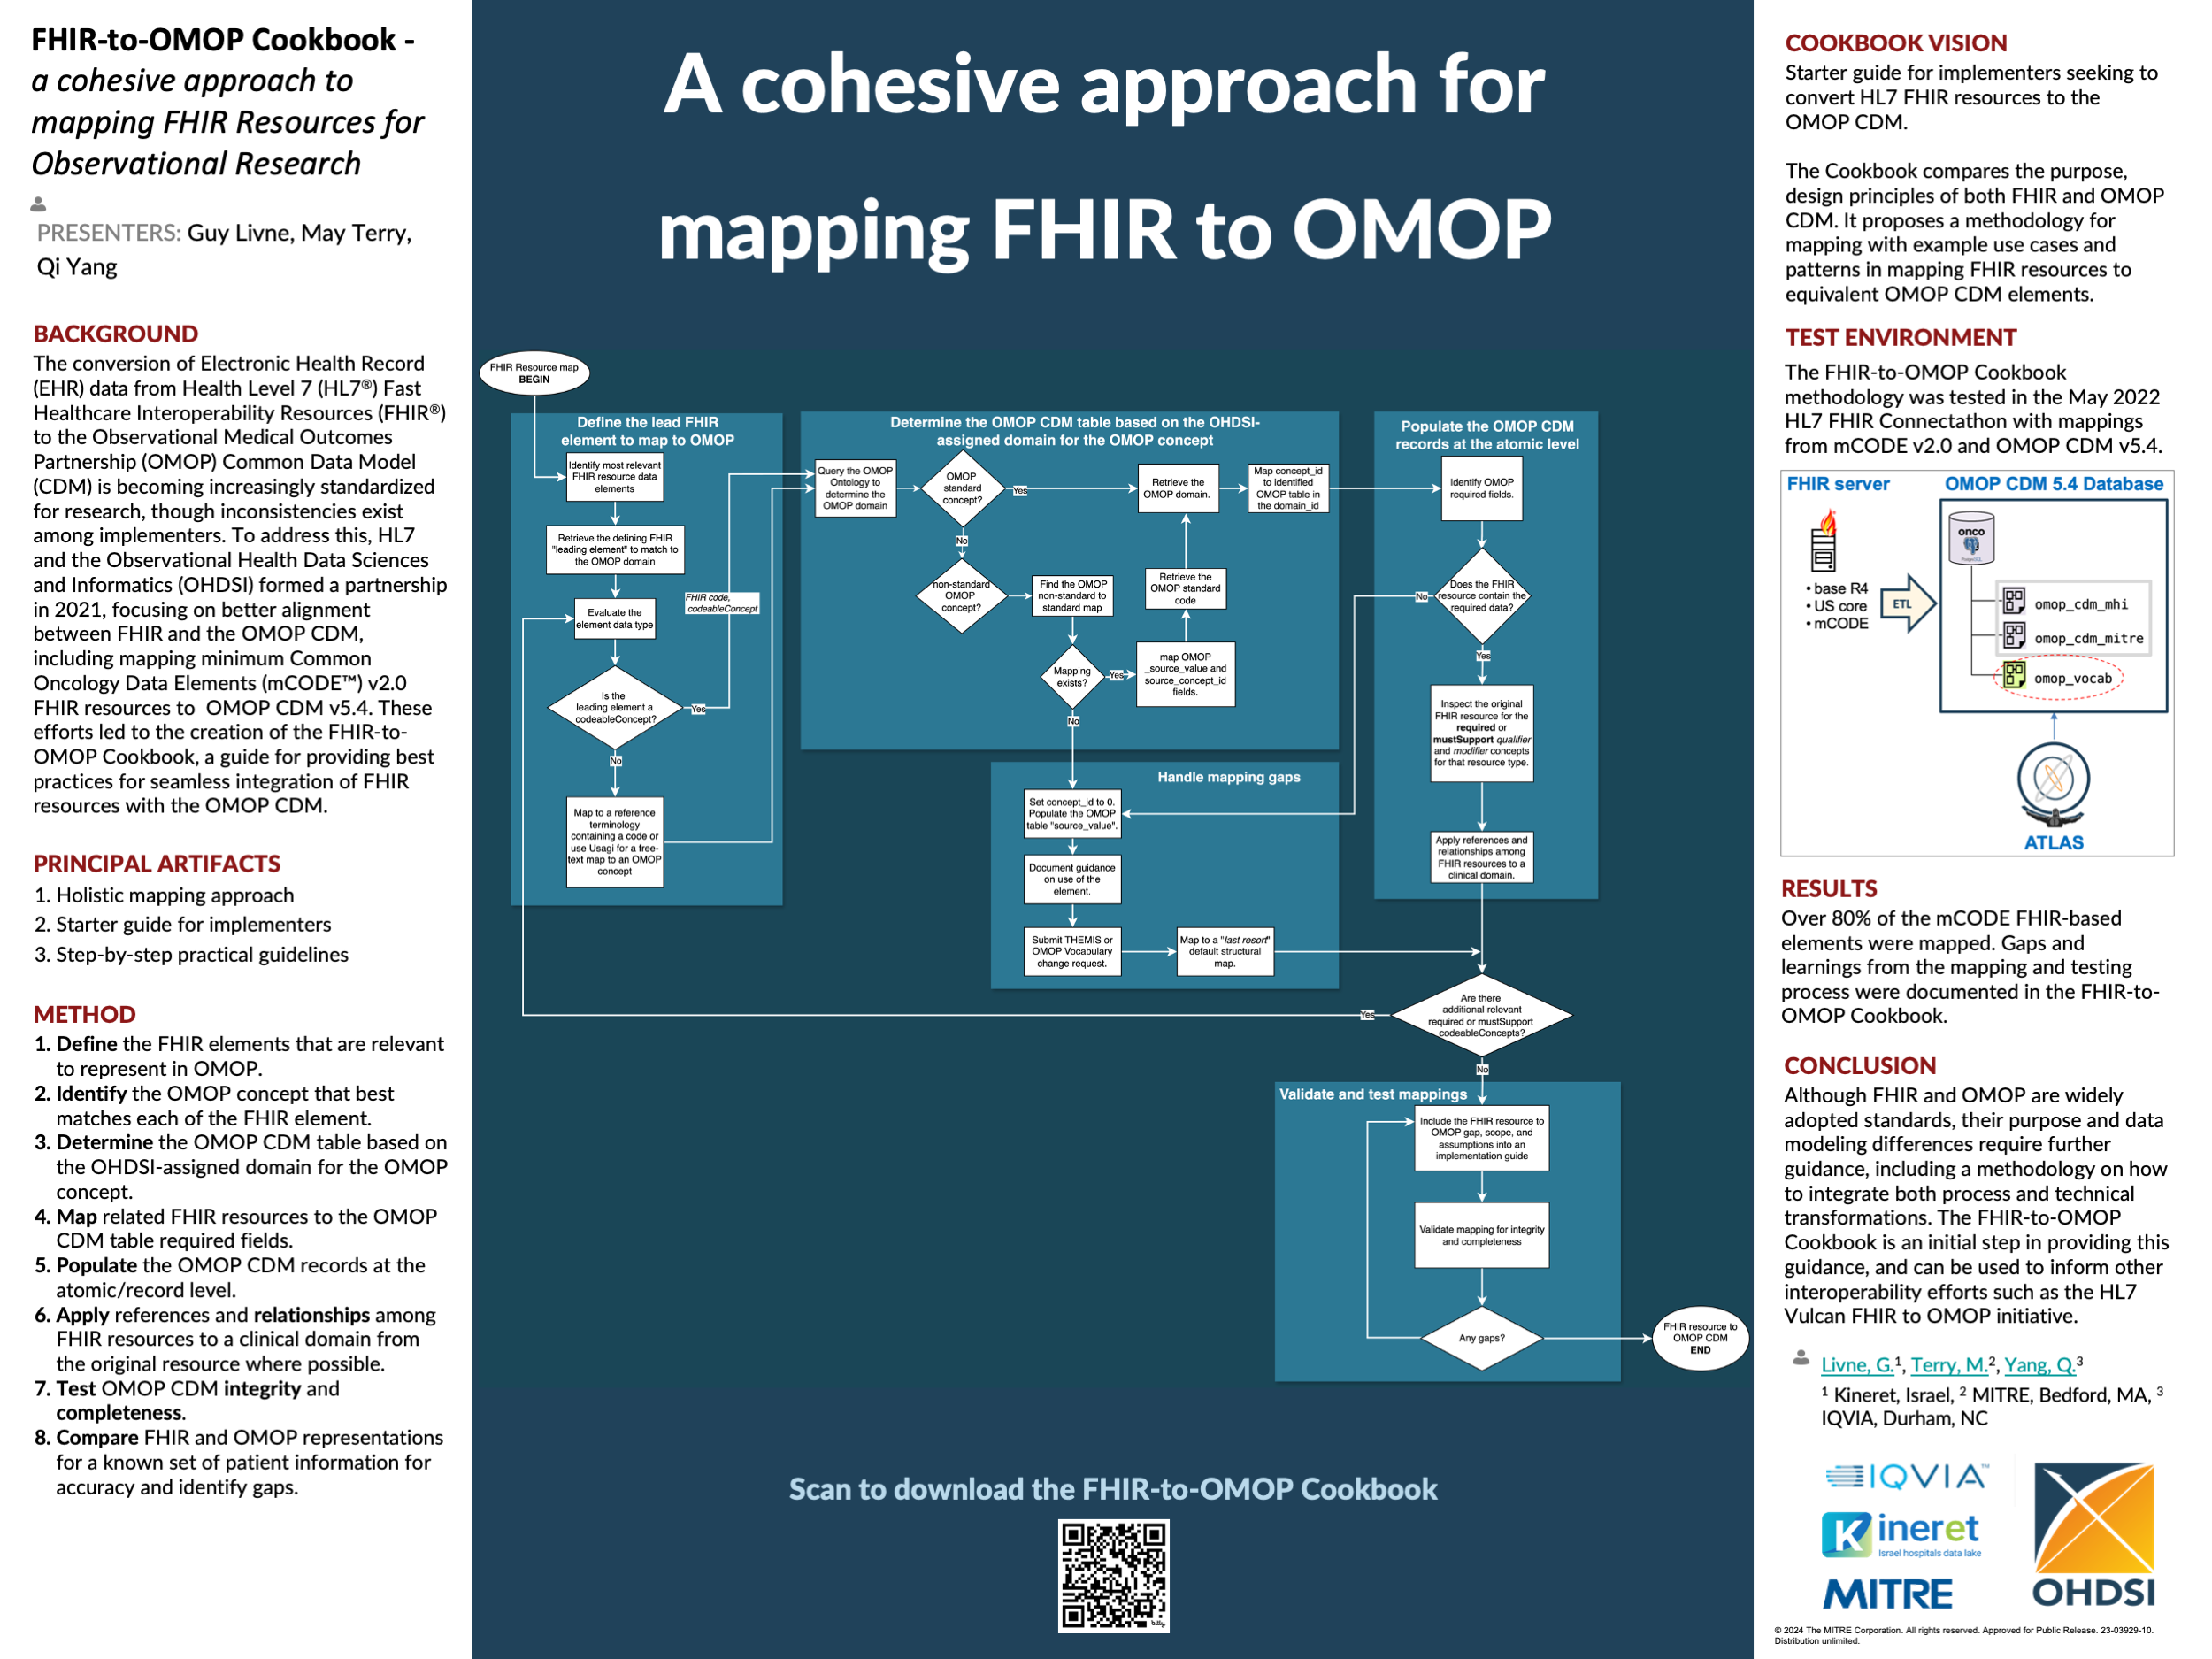 FHIR-to-OMOP Cookbook -
a cohesive approach to
mapping FHIR Resources for
Observational Research
PRESENTERS: Guy Livne, May Terry,
Qi Yang
BACKGROUND
The conversion of Electronic Health Record
(EHR) data from Health Level 7 (HL7®) Fast
Healthcare Interoperability Resources (FHIR®)
to the Observational Medical Outcomes
Partnership (OMOP) Common Data Model
(CDM) is becoming increasingly standardized
for research, though inconsistencies exist
among implementers. To address this, HL7
and the Observational Health Data Sciences
and Informatics (OHDSI) formed a partnership
in 2021, focusing on better alignment
between FHIR and the OMOP CDM,
including mapping minimum Common
Oncology Data Elements (mCODE™) v2.0
FHIR resources to OMOP CDM v5.4. These
efforts led to the creation of the FHIR-to-
OMOP Cookbook, a guide for providing best
practices for seamless integration of FHIR
resources with the OMOP CDM.
PRINCIPAL ARTIFACTS
1. Holistic mapping approach
2. Starter guide for implementers
3. Step-by-step practical guidelines
METHOD
1. Define the FHIR elements that are relevant
to represent in OMOP.
2. Identify the OMOP concept that best
matches each of the FHIR element.
3. Determine the OMOP CDM table based on
the OHDSI-assigned domain for the OMOP
concept.
4. Map related FHIR resources to the OMOP
CDM table required fields.
5. Populate the OMOP CDM records at the
atomic/record level.
6. Apply references and relationships among
FHIR resources to a clinical domain from
the original resource where possible.
7. Test OMOP CDM integrity and
completeness.
8. Compare FHIR and OMOP representations
for a known set of patient information for
accuracy and identify gaps.
A cohesive approach for
mapping FHIR to OMOP
FHIR Resource map
BEGIN
Define the lead FHIR
element to map to OMOP
Identify most relevant
FHIR resource data
elements
Retrieve the defining FHIR
"leading element" to match to
the OMOP domain
Evaluate the
element data type
Is the
leading element a
codeableConcept?
Yes
FHIR code,
codeableConcept
No
Map to a reference
terminology
containing a code or
use Usagi for a free-
text map to an OMOP
concept
Determine the OMOP CDM table based on the OHDSI-
assigned domain for the OMOP concept
Query the OMOP
Ontology to
determine the
OMOP domain
OMOP
standard
concept?
Yes
No
Retrieve the
OMOP domain.
Map concept_id
to identified
OMOP table in
the domain_id
non-standard
OMOP
concept?
Find the OMOP
non-standard to
standard map
Retrieve the
OMOP standard
code
Mapping
exists?
Yes
map OMOP
_source_value and
source_concept_id
fields.
No
Handle mapping gaps
Set concept_id to 0.
Populate the OMOP
table "source_value".
Document guidance
on use of the
element.
Submit THEMIS or
OMOP Vocabulary
change request.
Map to a "last resort"
default structural
map.
Populate the OMOP CDM
records at the atomic level
Identify OMOP
required fields.
Does the FHIR
resource contain the
required data?
No
Yes
Inspect the original
FHIR resource for the
required or
mustSupport qualifier
and modifier concepts
for that resource type.
Apply references and
relationships among
FHIR resources to a
clinical domain.
Are there
additional relevant
required or mustSupport
codeableConcepts?
Yes
No
Validate and test mappings
Include the FHIR resource to
OMOP gap, scope, and
assumptions into an
implementation guide
Validate mapping for integrity
and completeness
Any gaps?
FHIR resource to
OMOP CDM
END
Scan to download the FHIR-to-OMOP Cookbook
bitly
COOKBOOK VISION
Starter guide for implementers seeking to
convert HL7 FHIR resources to the
OMOP CDM.
The Cookbook compares the purpose,
design principles of both FHIR and OMOP
CDM. It proposes a methodology for
mapping with example use cases and
patterns in mapping FHIR resources to
equivalent OMOP CDM elements.
TEST ENVIRONMENT
The FHIR-to-OMOP Cookbook
methodology was tested in the May 2022
HL7 FHIR Connectathon with mappings
from mCODE v2.0 and OMOP CDM v5.4.
FHIR server
OMOP CDM 5.4 Database
• base R4
• US core
• mCODE
ETL
onco
omop_cdm_mhi
omop_cdm_mitre
omop_vocab
ATLAS
RESULTS
Over 80% of the mCODE FHIR-based
elements were mapped. Gaps and
learnings from the mapping and testing
process were documented in the FHIR-to-
OMOP Cookbook.
CONCLUSION
Although FHIR and OMOP are widely
adopted standards, their purpose and data
modeling differences require further
guidance, including a methodology on how
to integrate both process and technical
transformations. The FHIR-to-OMOP
Cookbook is an initial step in providing this
guidance, and can be used to inform other
interoperability efforts such as the HL7
Vulcan FHIR to OMOP initiative.
Livne, G.¹, Terry, M.², Yang, Q.³
¹ Kineret, Israel, ² MITRE, Bedford, MA, ³
IQVIA, Durham, NC
IQVIA™
Kineret
Israel hospitals data lake
MITRE
OHDSI
© 2024 The MITRE Corporation. All rights reserved. Approved for Public Release. 23-03929-10.
Distribution unlimited.